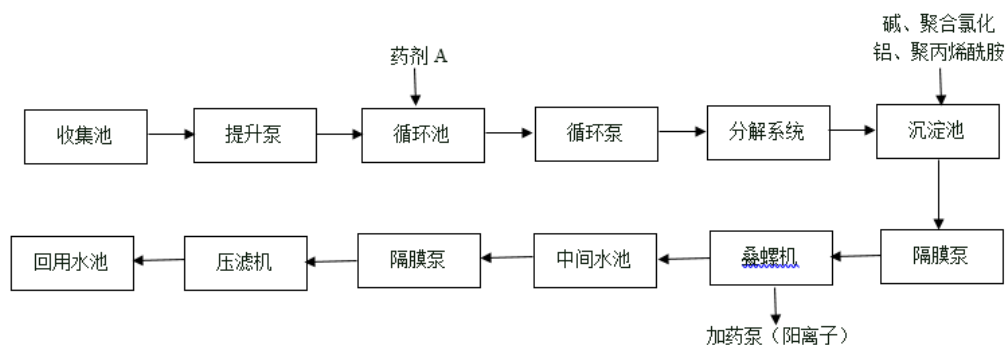 碱、聚合氯化
铝、聚丙烯酰胺
药剂 A
收集池
提升泵
循环池
循环泵
分解系统
沉淀池
回用水池
压滤机
隔膜泵
中间水池
叠螺机
隔膜泵
加药泵（阳离子）